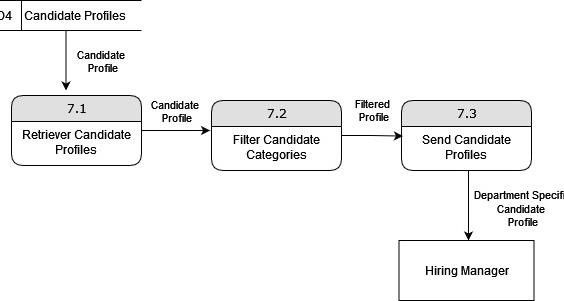 04 Candidate Profiles
Candidate
Profile
7.1
Retriever Candidate
Profiles
Candidate
Profile
7.2
Filter Candidate
Categories
Filtered
Profile
7.3
Send Candidate
Profiles
Department Specifi
Candidate
Profile
Hiring Manager